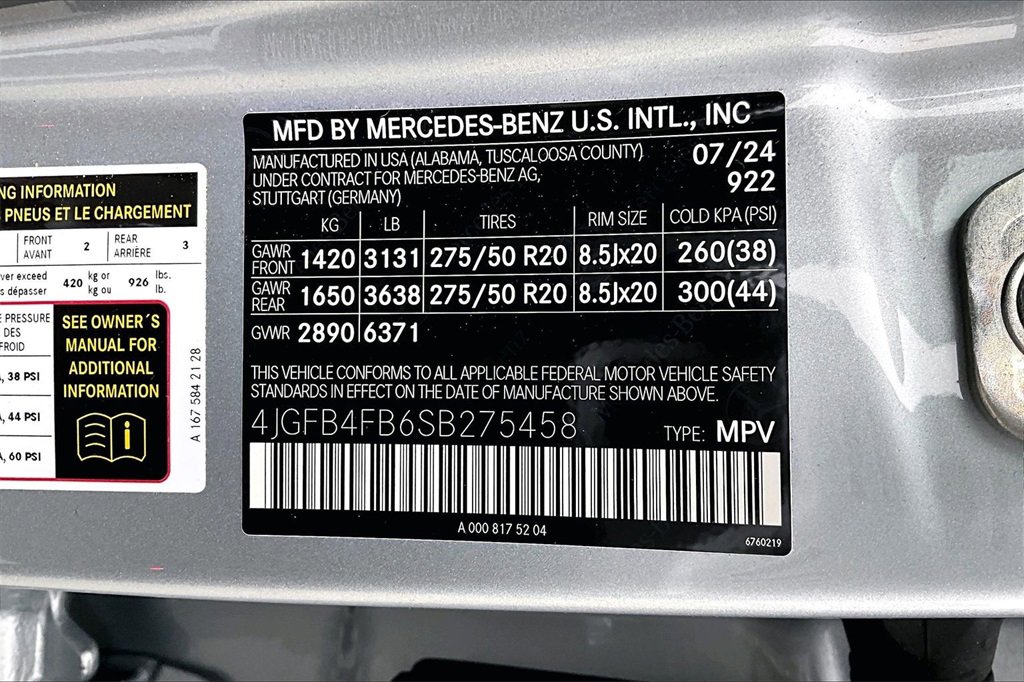 NG INFORMATION
PNEUS ET LE CHARGEMENT
FRONT
AVANT
2
REAR
ARRIÈRE
3
ver exceed
s dépasser
420
kg or
kg ou
926
lbs.
lb.
PRESSURE
DES
FROID
, 38 PSI
A, 44 PSI
A, 60 PSI
SEE OWNER´S
MANUAL FOR
ADDITIONAL
INFORMATION
A 167 584 21 28
MFD BY MERCEDES-BENZ U.S. INTL., INC
MANUFACTURED IN USA (ALABAMA, TUSCALOOSA COUNTY) 07/24
UNDER CONTRACT FOR MERCEDES-BENZ AG, 922
STUTTGART (GERMANY)
KG LB TIRES RIM SIZE COLD KPA (PSI)
GAWR
FRONT 1420 3131 275/50 R20 8.5Jx20 260(38)
GAWR
REAR 1650 3638 275/50 R20 8.5Jx20 300(44)
GVWR 2890 6371
THIS VEHICLE CONFORMS TO ALL APPLICABLE FEDERAL MOTOR VEHICLE SAFETY
STANDARDS IN EFFECT ON THE DATE OF MANUFACTURE SHOWN ABOVE.
4JGFB4FB6SB275458 TYPE: MPV
A 000 817 52 04
6760219